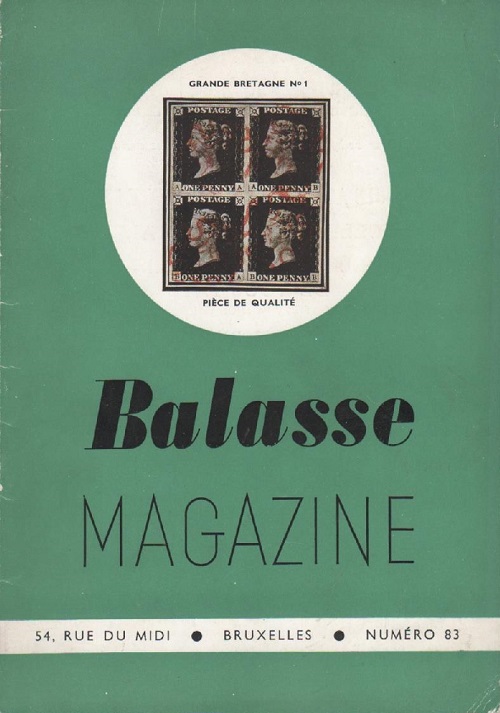 GRANDE BRETAGNE No 1
POSTAGE POSTAGE
A A A B
ONE PENNY ONE PENNY
POSTAGE POSTAGE
B A B B
ONE PENNY ONE PENNY
PIÈCE DE QUALITÉ
Balasse
MAGAZINE
54, RUE DU MIDI ● BRUXELLES ● NUMÉRO 83